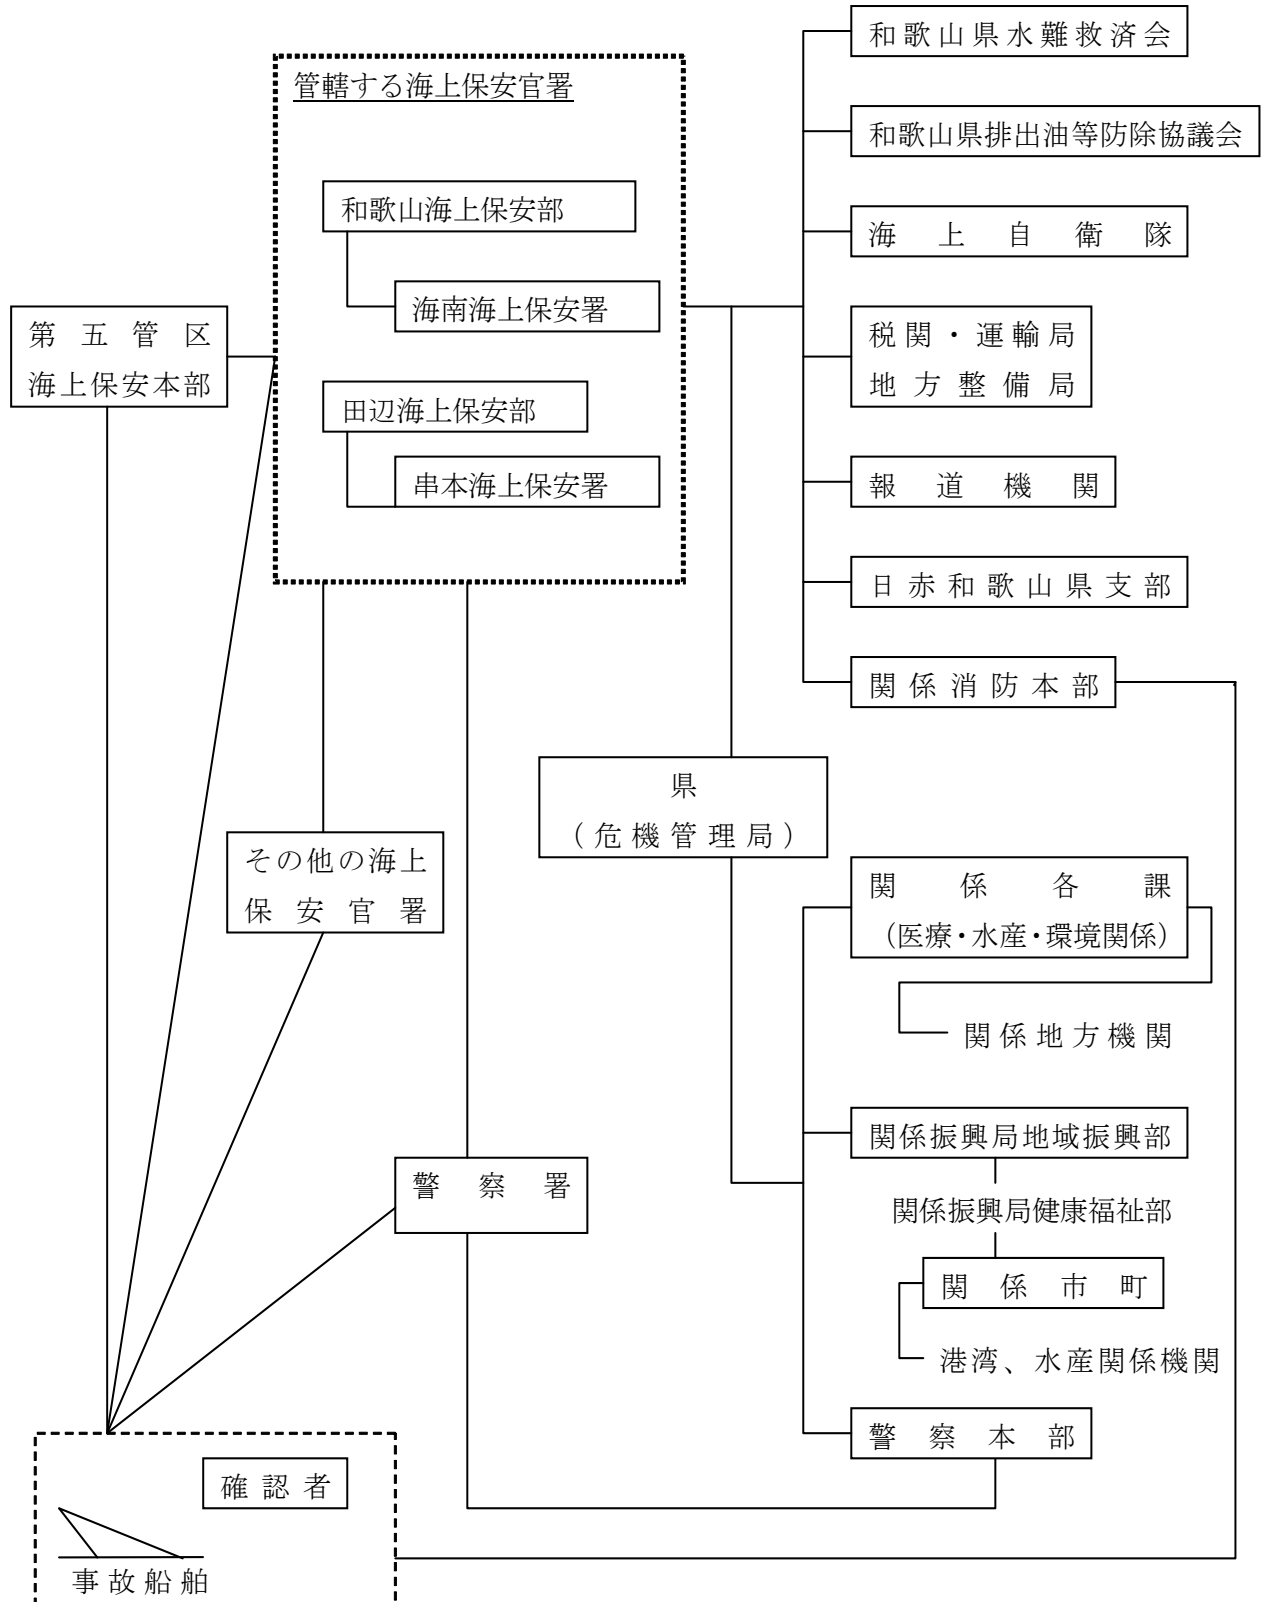 和歌山県水難救済会
管轄する海上保安官署
和歌山県排出油等防除協議会
和歌山海上保安部
海上自衛隊
海南海上保安署
第五管区
海上保安本部
税関・運輸局
地方整備局
田辺海上保安部
串本海上保安署
報道機関
日赤和歌山県支部
関係消防本部
県
（危機管理局）
その他の海上
保安官署
関係各課
（医療・水産・環境関係）
関係地方機関
関係振興局地域振興部
警察署
関係振興局健康福祉部
関係市町
港湾、水産関係機関
警察本部
確認者
事故船舶